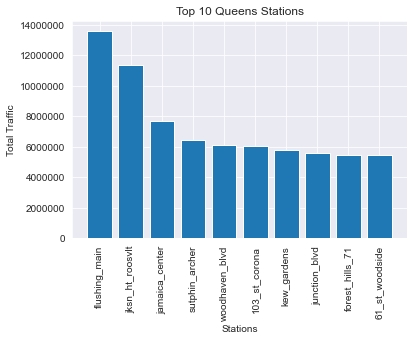 Top 10 Queens Stations
Total Traffic
14000000
12000000
10000000
8000000
6000000
4000000
2000000
0
flushing_main
jksn_ht_roosvlt
jamaica_center
sutphin_archer
woodhaven_blvd
103_st_corona
kew_gardens
junction_blvd
forest_hills_71
61_st_woodside
Stations